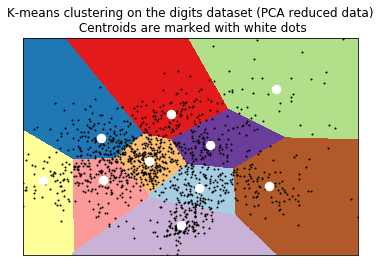 K-means clustering on the digits dataset (PCA reduced data)
Centroids are marked with white dots